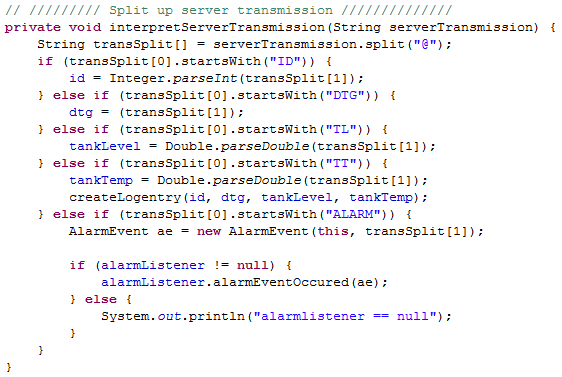 // ///////// Split up server transmission //////////////
private void interpretServerTransmission(String serverTransmission) {
String transSplit[] = serverTransmission.split("@");
if (transSplit[0].startsWith("ID")) {
id = Integer.parseInt(transSplit[1]);
} else if (transSplit[0].startsWith("DTG")) {
dtg = (transSplit[1]);
} else if (transSplit[0].startsWith("TL")) {
tankLevel = Double.parseDouble(transSplit[1]);
} else if (transSplit[0].startsWith("TT")) {
tankTemp = Double.parseDouble(transSplit[1]);
createLogentry(id, dtg, tankLevel, tankTemp);
} else if (transSplit[0].startsWith("ALARM")) {
AlarmEvent ae = new AlarmEvent(this, transSplit[1]);
if (alarmListener != null) {
alarmListener.alarmEventOccured(ae);
} else {
System.out.println("alarmlistener == null");
}
}
}